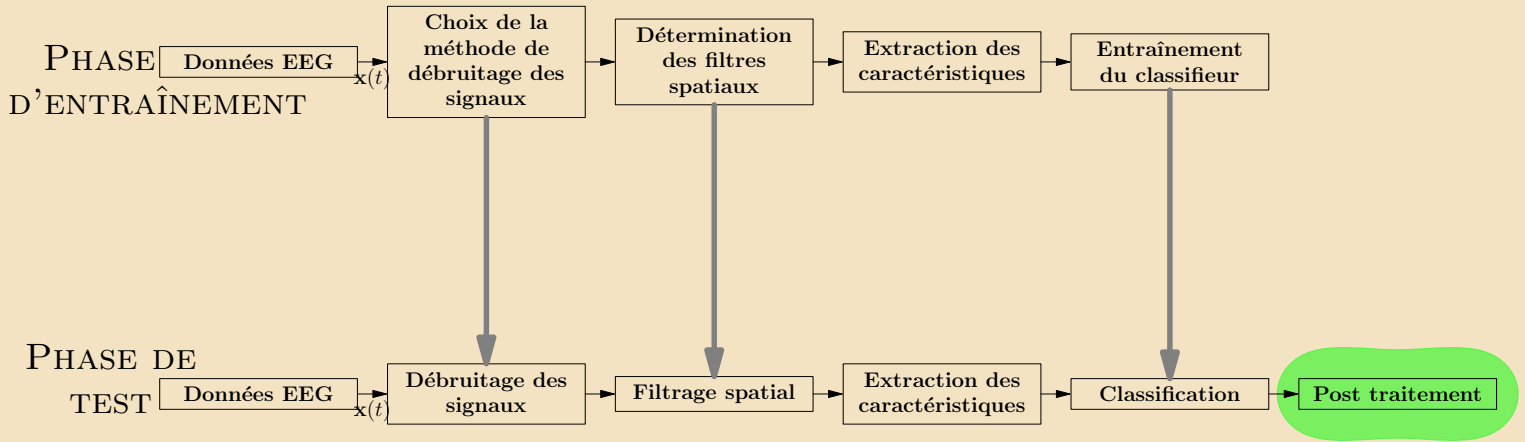 PHASE
D'ENTRAÎNEMENT
Données EEG
x(t)
Choix de la
méthode de
débruitage des
signaux
Détermination
des filtres
spatiaux
Extraction des
caractéristiques
Entraînement
du classifieur
PHASE DE
TEST
Données EEG
x(t)
Débruitage des
signaux
Filtrage spatial
Extraction des
caractéristiques
Classification
Post traitement